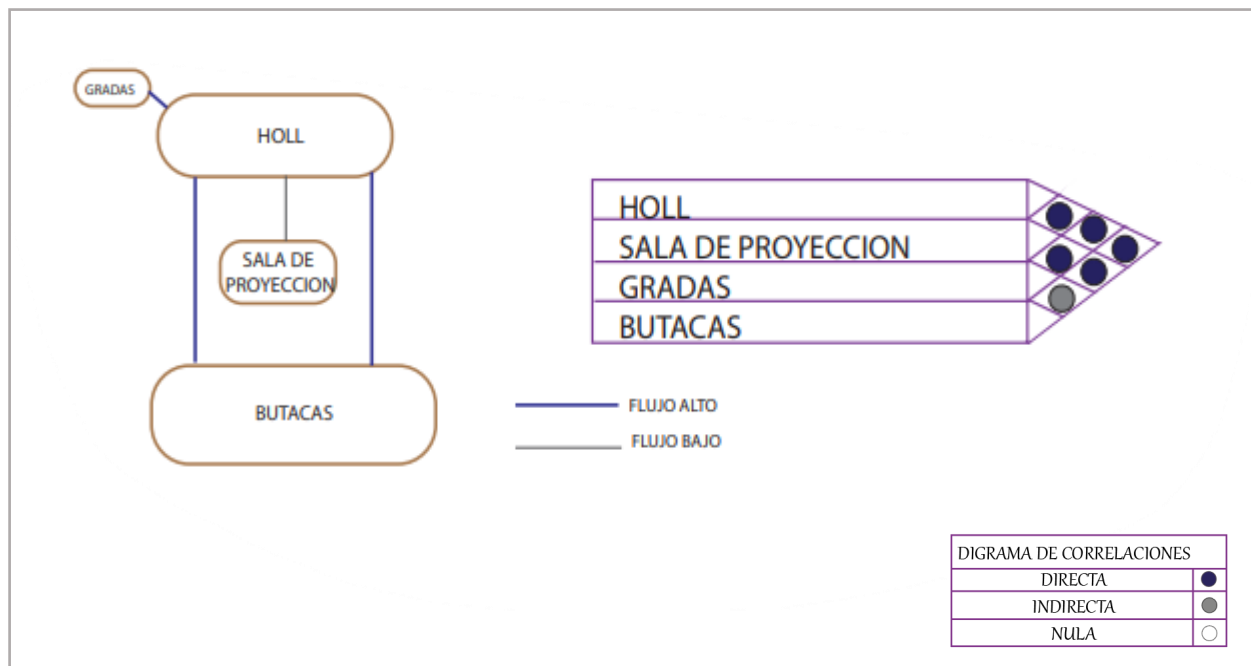 GRADAS
HOLL
SALA DE
PROYECCION
BUTACAS
HOLL
SALA DE PROYECCION
GRADAS
BUTACAS
FLUJO ALTO
FLUJO BAJO
DIGRAMA DE CORRELACIONES
DIRECTA
INDIRECTA
NULA